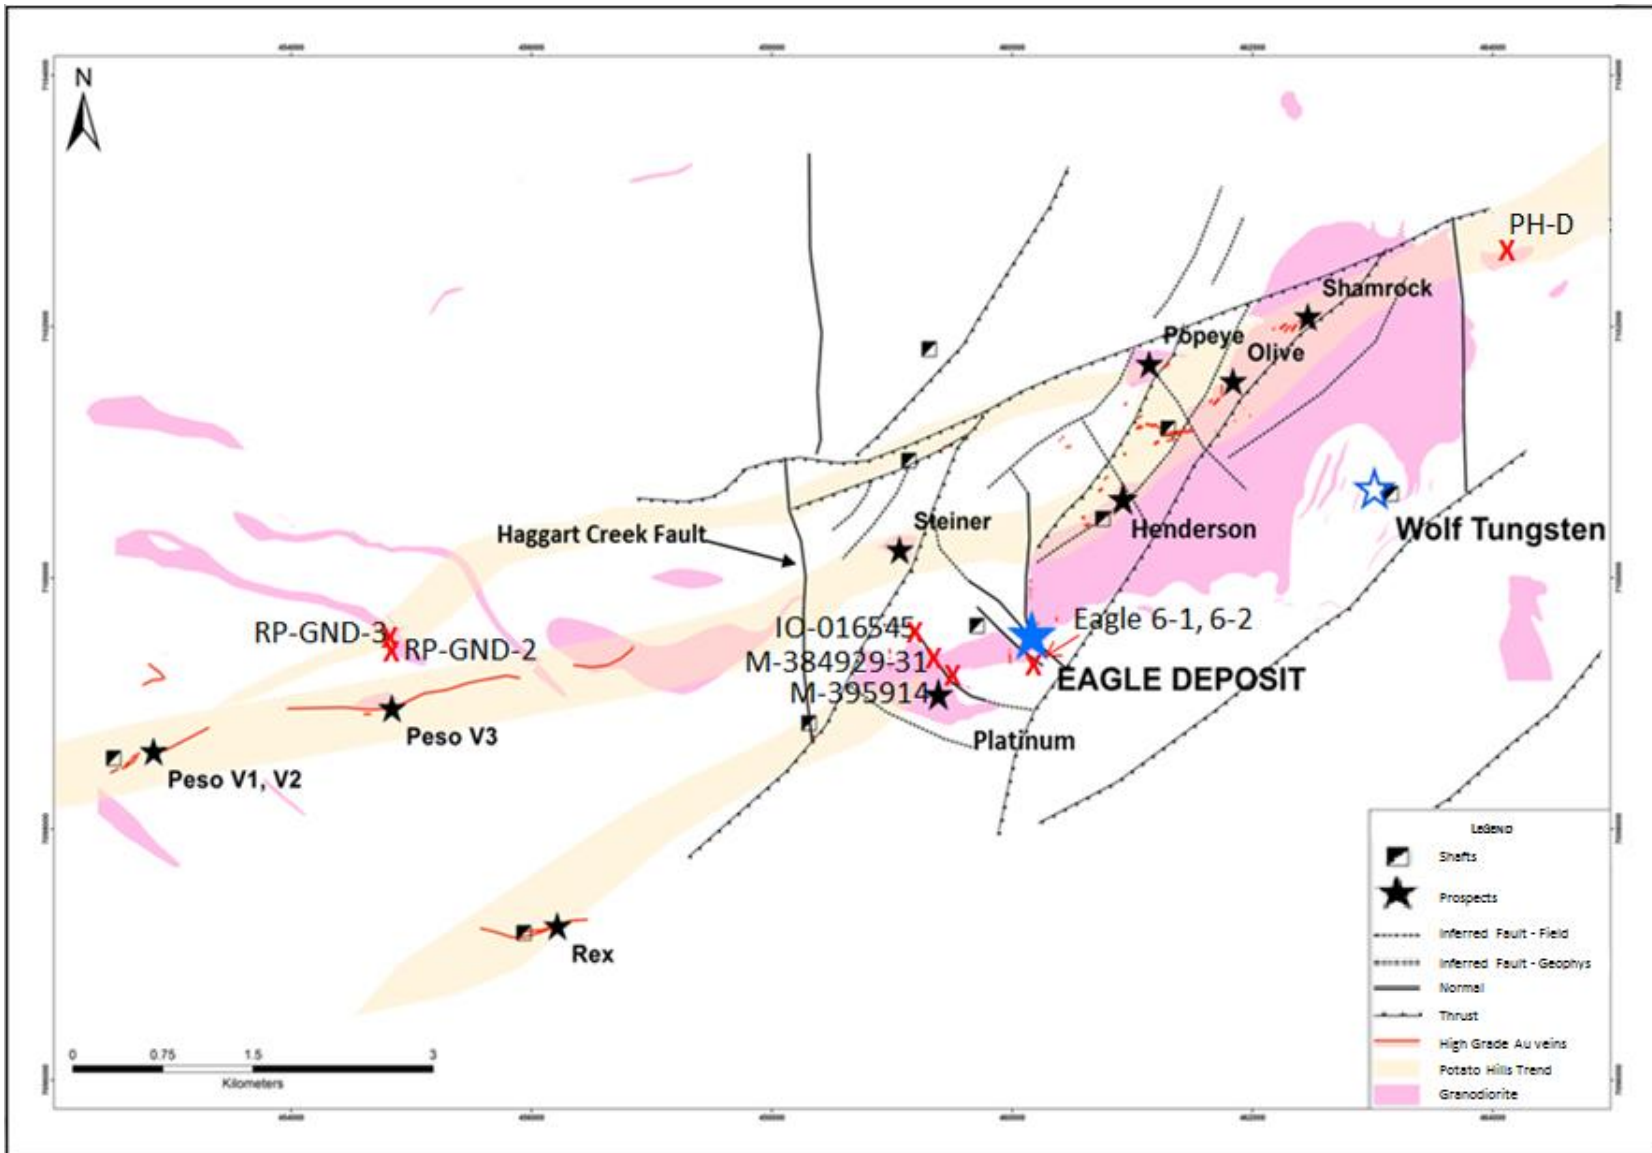 454000
456000
N
PH-D
Shamrock
Popeye
Olive
Steiner
Haggart Creek Fault
Henderson
Wolf Tungsten
IO-016545
Eagle 6-1, 6-2
RP-GND-3
RP-GND-2
M-384929-31
EAGLE DEPOSIT
M-395914
Peso V3
Platinum
Peso V1, V2
Rex
LEGEND
Shafts
Prospects
Inferred Fault - Field
Inferred Fault - Geophys
Normal
Thrust
High Grade Au veins
Potato Hills Trend
Granodiorite
0 0.75 1.5 3
Kilometers